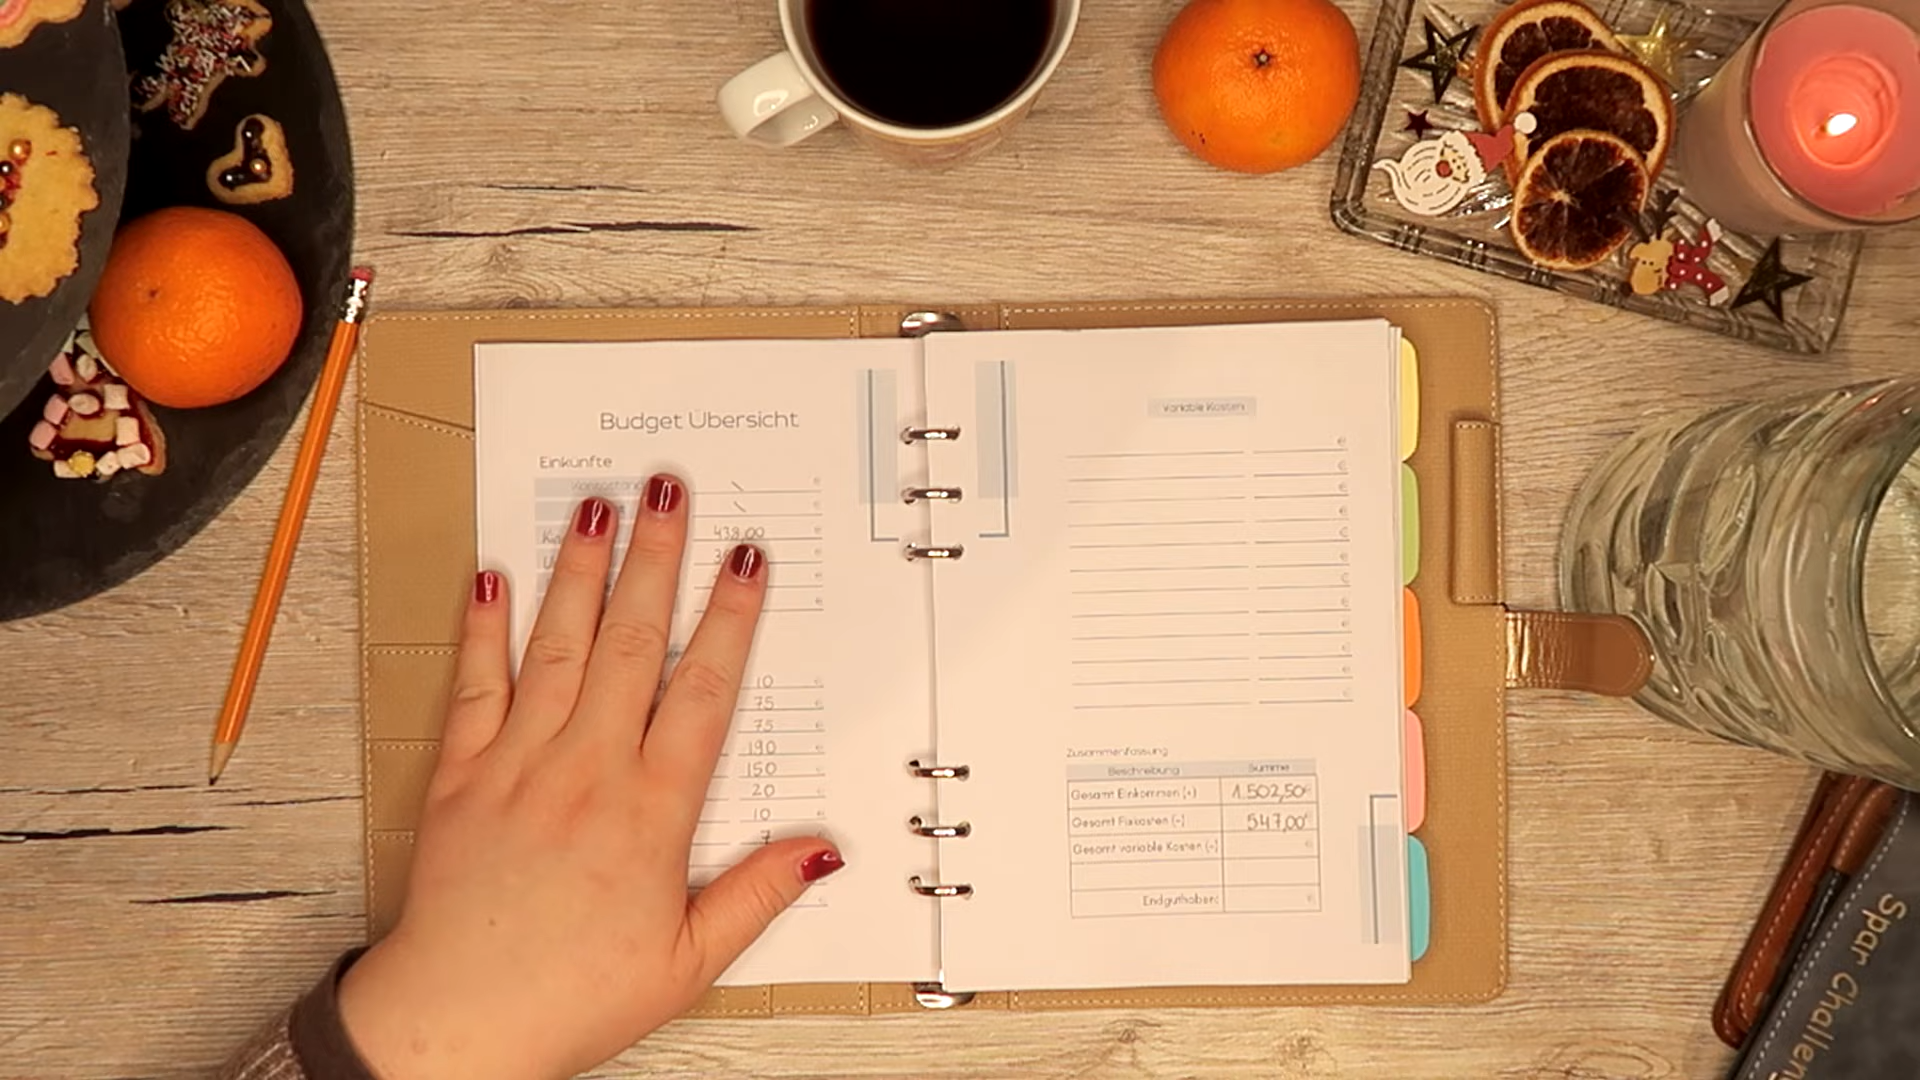 Budget Übersicht
Einkünfte
Kontostand
438,00 €
10 €
75 €
75 €
190 €
150 €
20 €
10 €
7
Variable Kosten
Zusammenfassung
Beschreibung Summe
Gesamt Einkommen (+) 1.502,50€
Gesamt Fixkosten (-) 547,00€
Gesamt variable Kosten (-) €
Endguthaben: €
Spar Challen